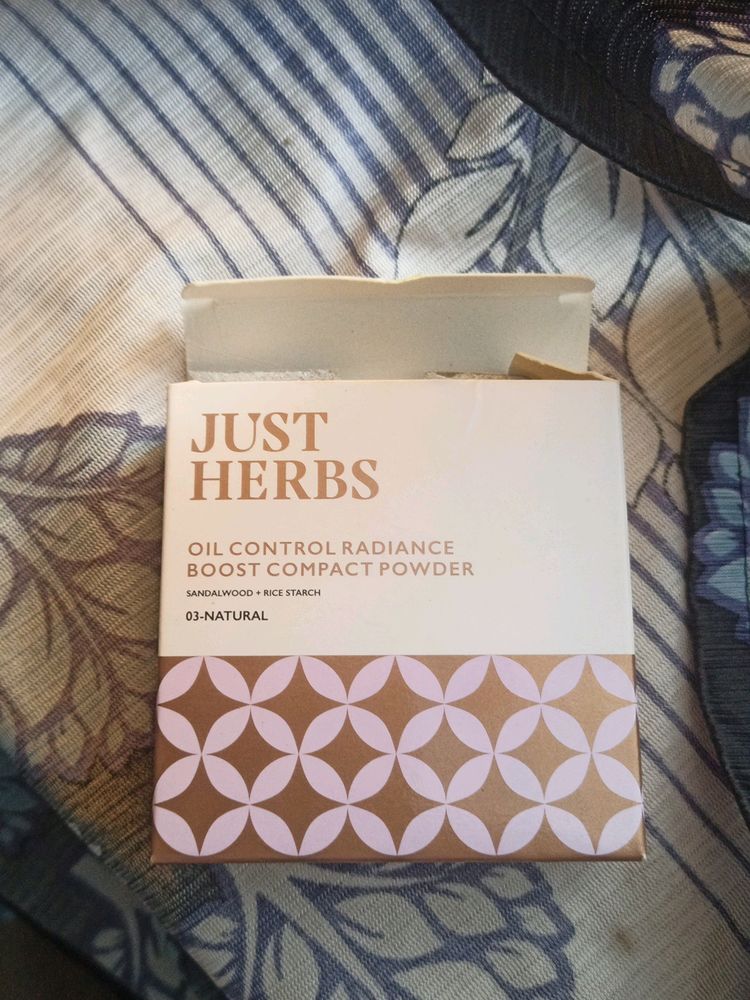 JUST
HERBS
OIL CONTROL RADIANCE
BOOST COMPACT POWDER
SANDALWOOD + RICE STARCH
03-NATURAL